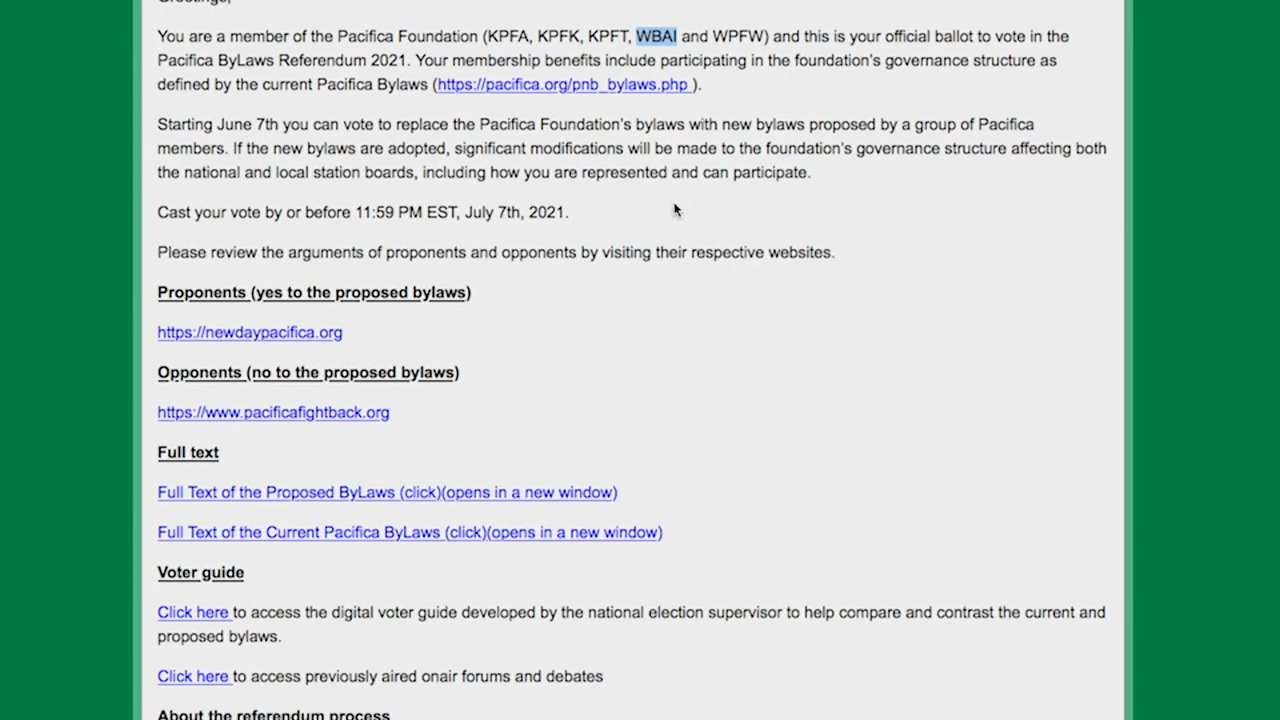 Greetings,
You are a member of the Pacifica Foundation (KPFA, KPFK, KPFT, WBAI and WPFW) and this is your official ballot to vote in the
Pacifica ByLaws Referendum 2021. Your membership benefits include participating in the foundation's governance structure as
defined by the current Pacifica Bylaws (https://pacifica.org/pnb_bylaws.php ).
Starting June 7th you can vote to replace the Pacifica Foundation's bylaws with new bylaws proposed by a group of Pacifica
members. If the new bylaws are adopted, significant modifications will be made to the foundation's governance structure affecting both
the national and local station boards, including how you are represented and can participate.
Cast your vote by or before 11:59 PM EST, July 7th, 2021.
Please review the arguments of proponents and opponents by visiting their respective websites.
Proponents (yes to the proposed bylaws)
https://newdaypacifica.org
Opponents (no to the proposed bylaws)
https://www.pacificafightback.org
Full text
Full Text of the Proposed ByLaws (click)(opens in a new window)
Full Text of the Current Pacifica ByLaws (click)(opens in a new window)
Voter guide
Click here to access the digital voter guide developed by the national election supervisor to help compare and contrast the current and
proposed bylaws.
Click here to access previously aired onair forums and debates
About the referendum process